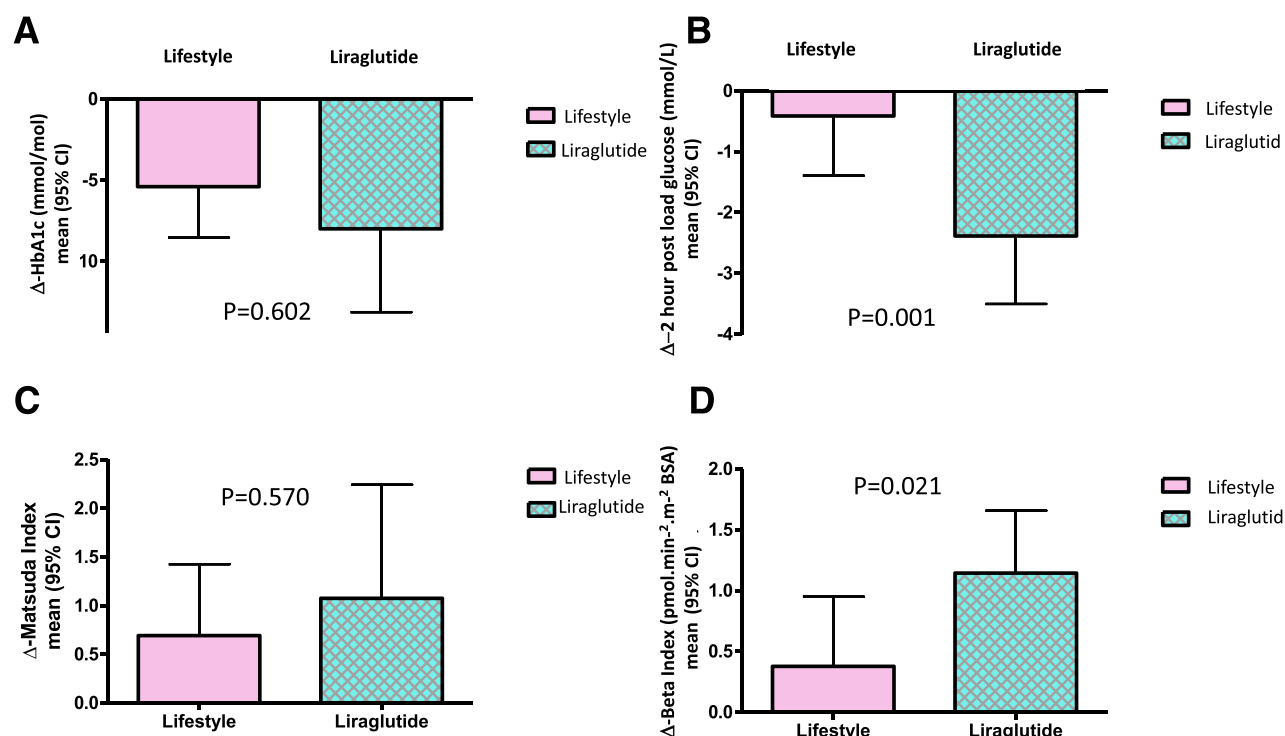 A
Lifestyle
Liraglutide
0
-5
10
Δ-HbA1c (mmol/mol)
mean (95% CI)
P=0.602
Lifestyle
Liraglutide
B
Lifestyle
Liraglutide
0
-1
-2
-3
-4
Δ–2 hour post load glucose (mmol/L)
mean (95% CI)
P=0.001
Lifestyle
Liraglutid
C
2.5
2.0
1.5
1.0
0.5
0.0
Δ-Matsuda Index
mean (95% CI)
P=0.570
Lifestyle
Liraglutide
Lifestyle
Liraglutide
D
2.0
1.5
1.0
0.5
0.0
Δ-Beta Index (pmol.min-².m-² BSA)
mean (95% CI)
P=0.021
Lifestyle
Liraglutid
Lifestyle
Liraglutide